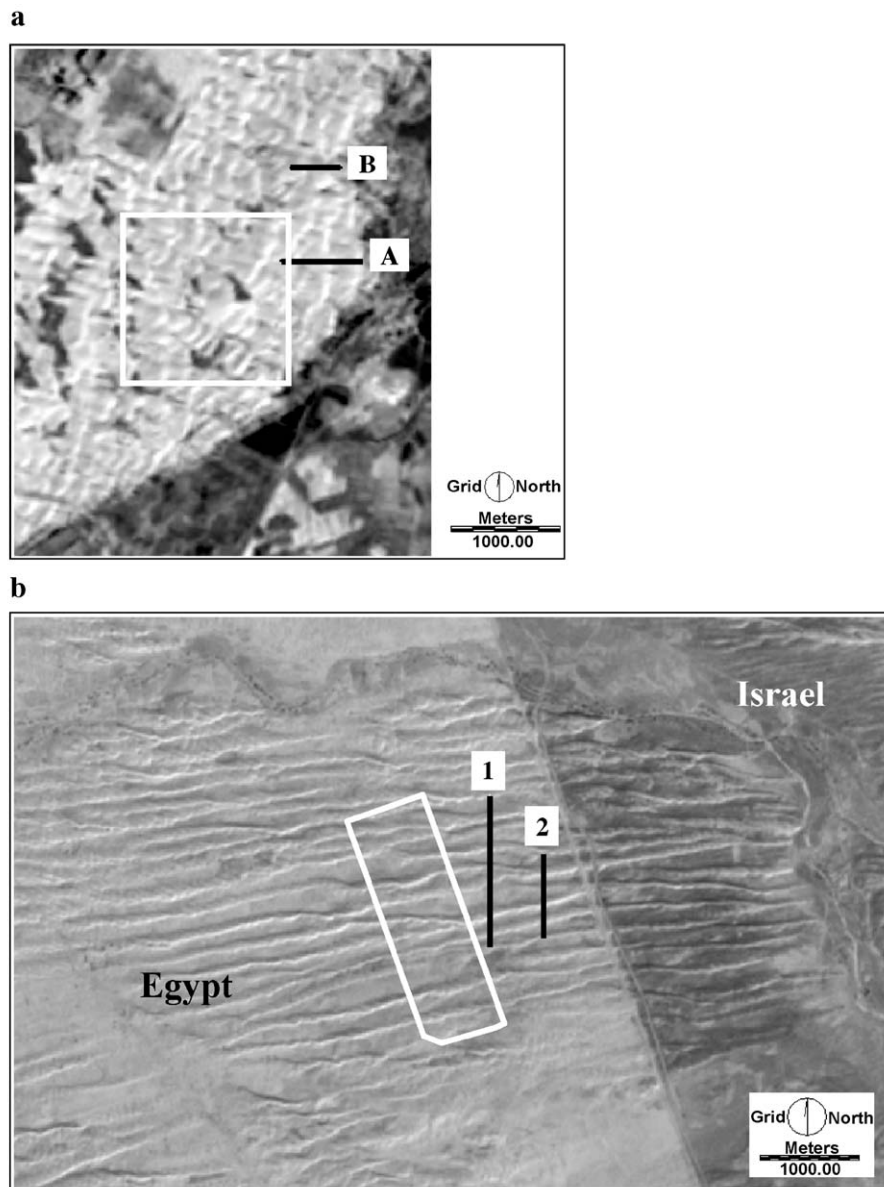 a
B
A
Grid North
Meters
1000.00
b
Israel
1
2
Egypt
Grid North
Meters
1000.00